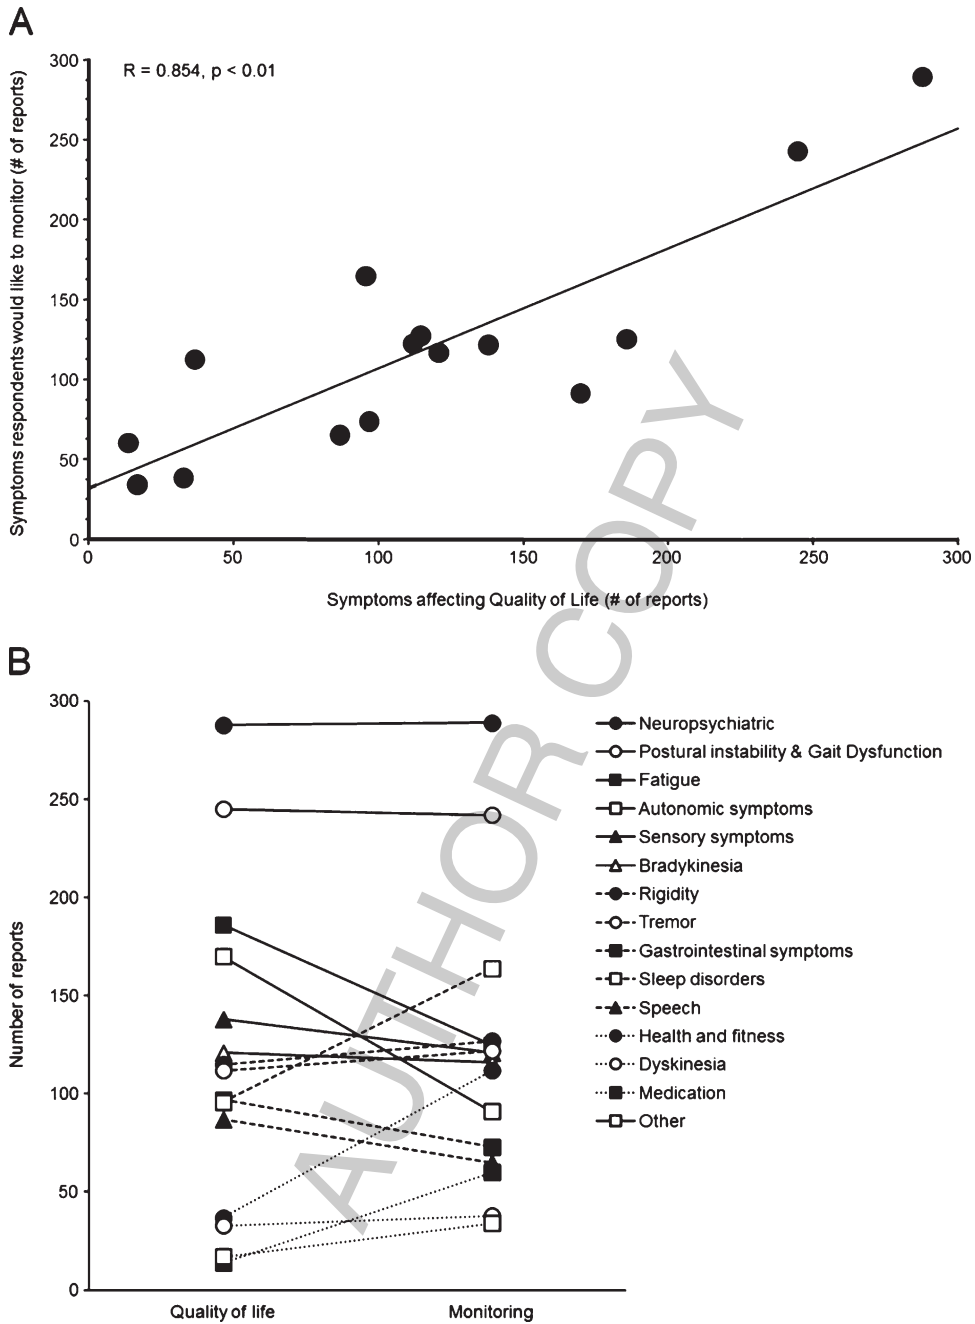 A
R = 0.854, p < 0.01
Symptoms respondents would like to monitor (# of reports)
300
250
200
150
100
50
0
0 50 100 150 200 250 300
Symptoms affecting Quality of Life (# of reports)
AUTHOR COPY
B
Number of reports
300
250
200
150
100
50
0
Quality of life Monitoring
Neuropsychiatric
Postural instability & Gait Dysfunction
Fatigue
Autonomic symptoms
Sensory symptoms
Bradykinesia
Rigidity
Tremor
Gastrointestinal symptoms
Sleep disorders
Speech
Health and fitness
Dyskinesia
Medication
Other